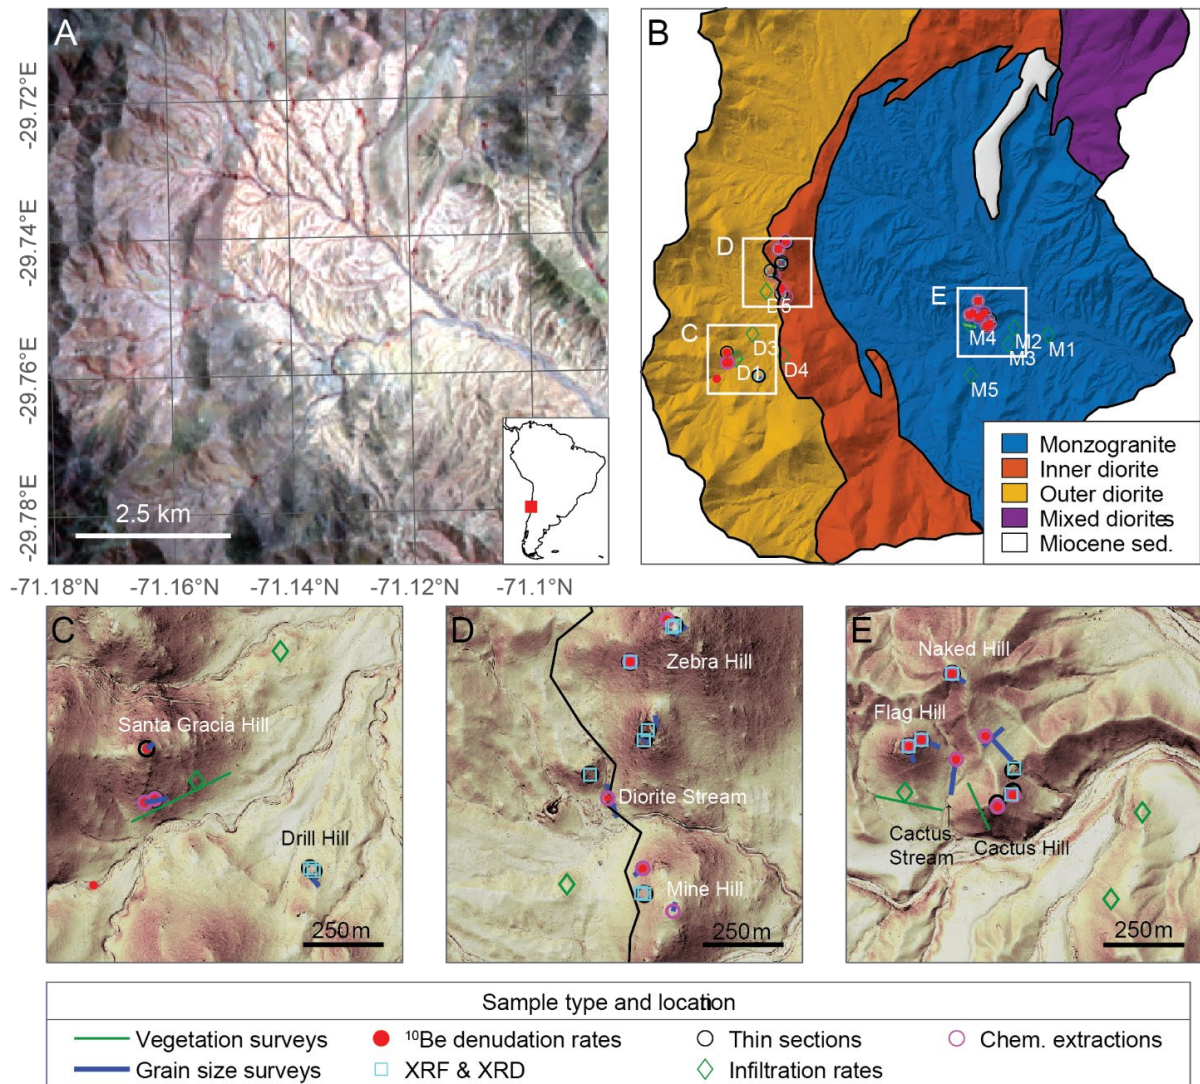 A
-29.72°E
-29.74°E
-29.76°E
-29.78°E
2.5 km
-71.18°N
-71.16°N
-71.14°N
-71.12°N
-71.1°N
B
D
D5
C
D3
D1
D4
E
M4
M2
M3
M1
M5
Monzogranite
Inner diorite
Outer diorite
Mixed diorites
Miocene sed.
C
Santa Gracia Hill
Drill Hill
250m
D
Zebra Hill
Diorite Stream
Mine Hill
250m
E
Naked Hill
Flag Hill
Cactus
Stream
Cactus Hill
250m
Sample type and location
Vegetation surveys
¹⁰Be denudation rates
Thin sections
Chem. extractions
Grain size surveys
XRF & XRD
Infiltration rates